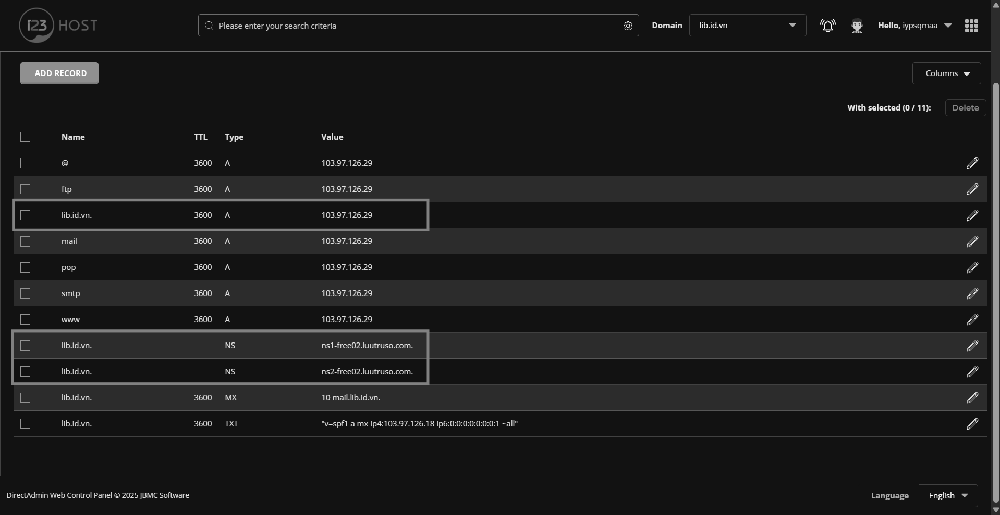 123 HOST
Please enter your search criteria
Domain lib.id.vn
Hello, iypsqmaa
ADD RECORD
Columns
With selected (0 / 11): Delete
Name TTL Type Value
@ 3600 A 103.97.126.29
ftp 3600 A 103.97.126.29
lib.id.vn. 3600 A 103.97.126.29
mail 3600 A 103.97.126.29
pop 3600 A 103.97.126.29
smtp 3600 A 103.97.126.29
www 3600 A 103.97.126.29
lib.id.vn. NS ns1-free02.luutruso.com.
lib.id.vn. NS ns2-free02.luutruso.com.
lib.id.vn. 3600 MX 10 mail.lib.id.vn.
lib.id.vn. 3600 TXT "v=spf1 a mx ip4:103.97.126.18 ip6:0:0:0:0:0:0:0:1 ~all"
DirectAdmin Web Control Panel © 2025 JBMC Software
Language English